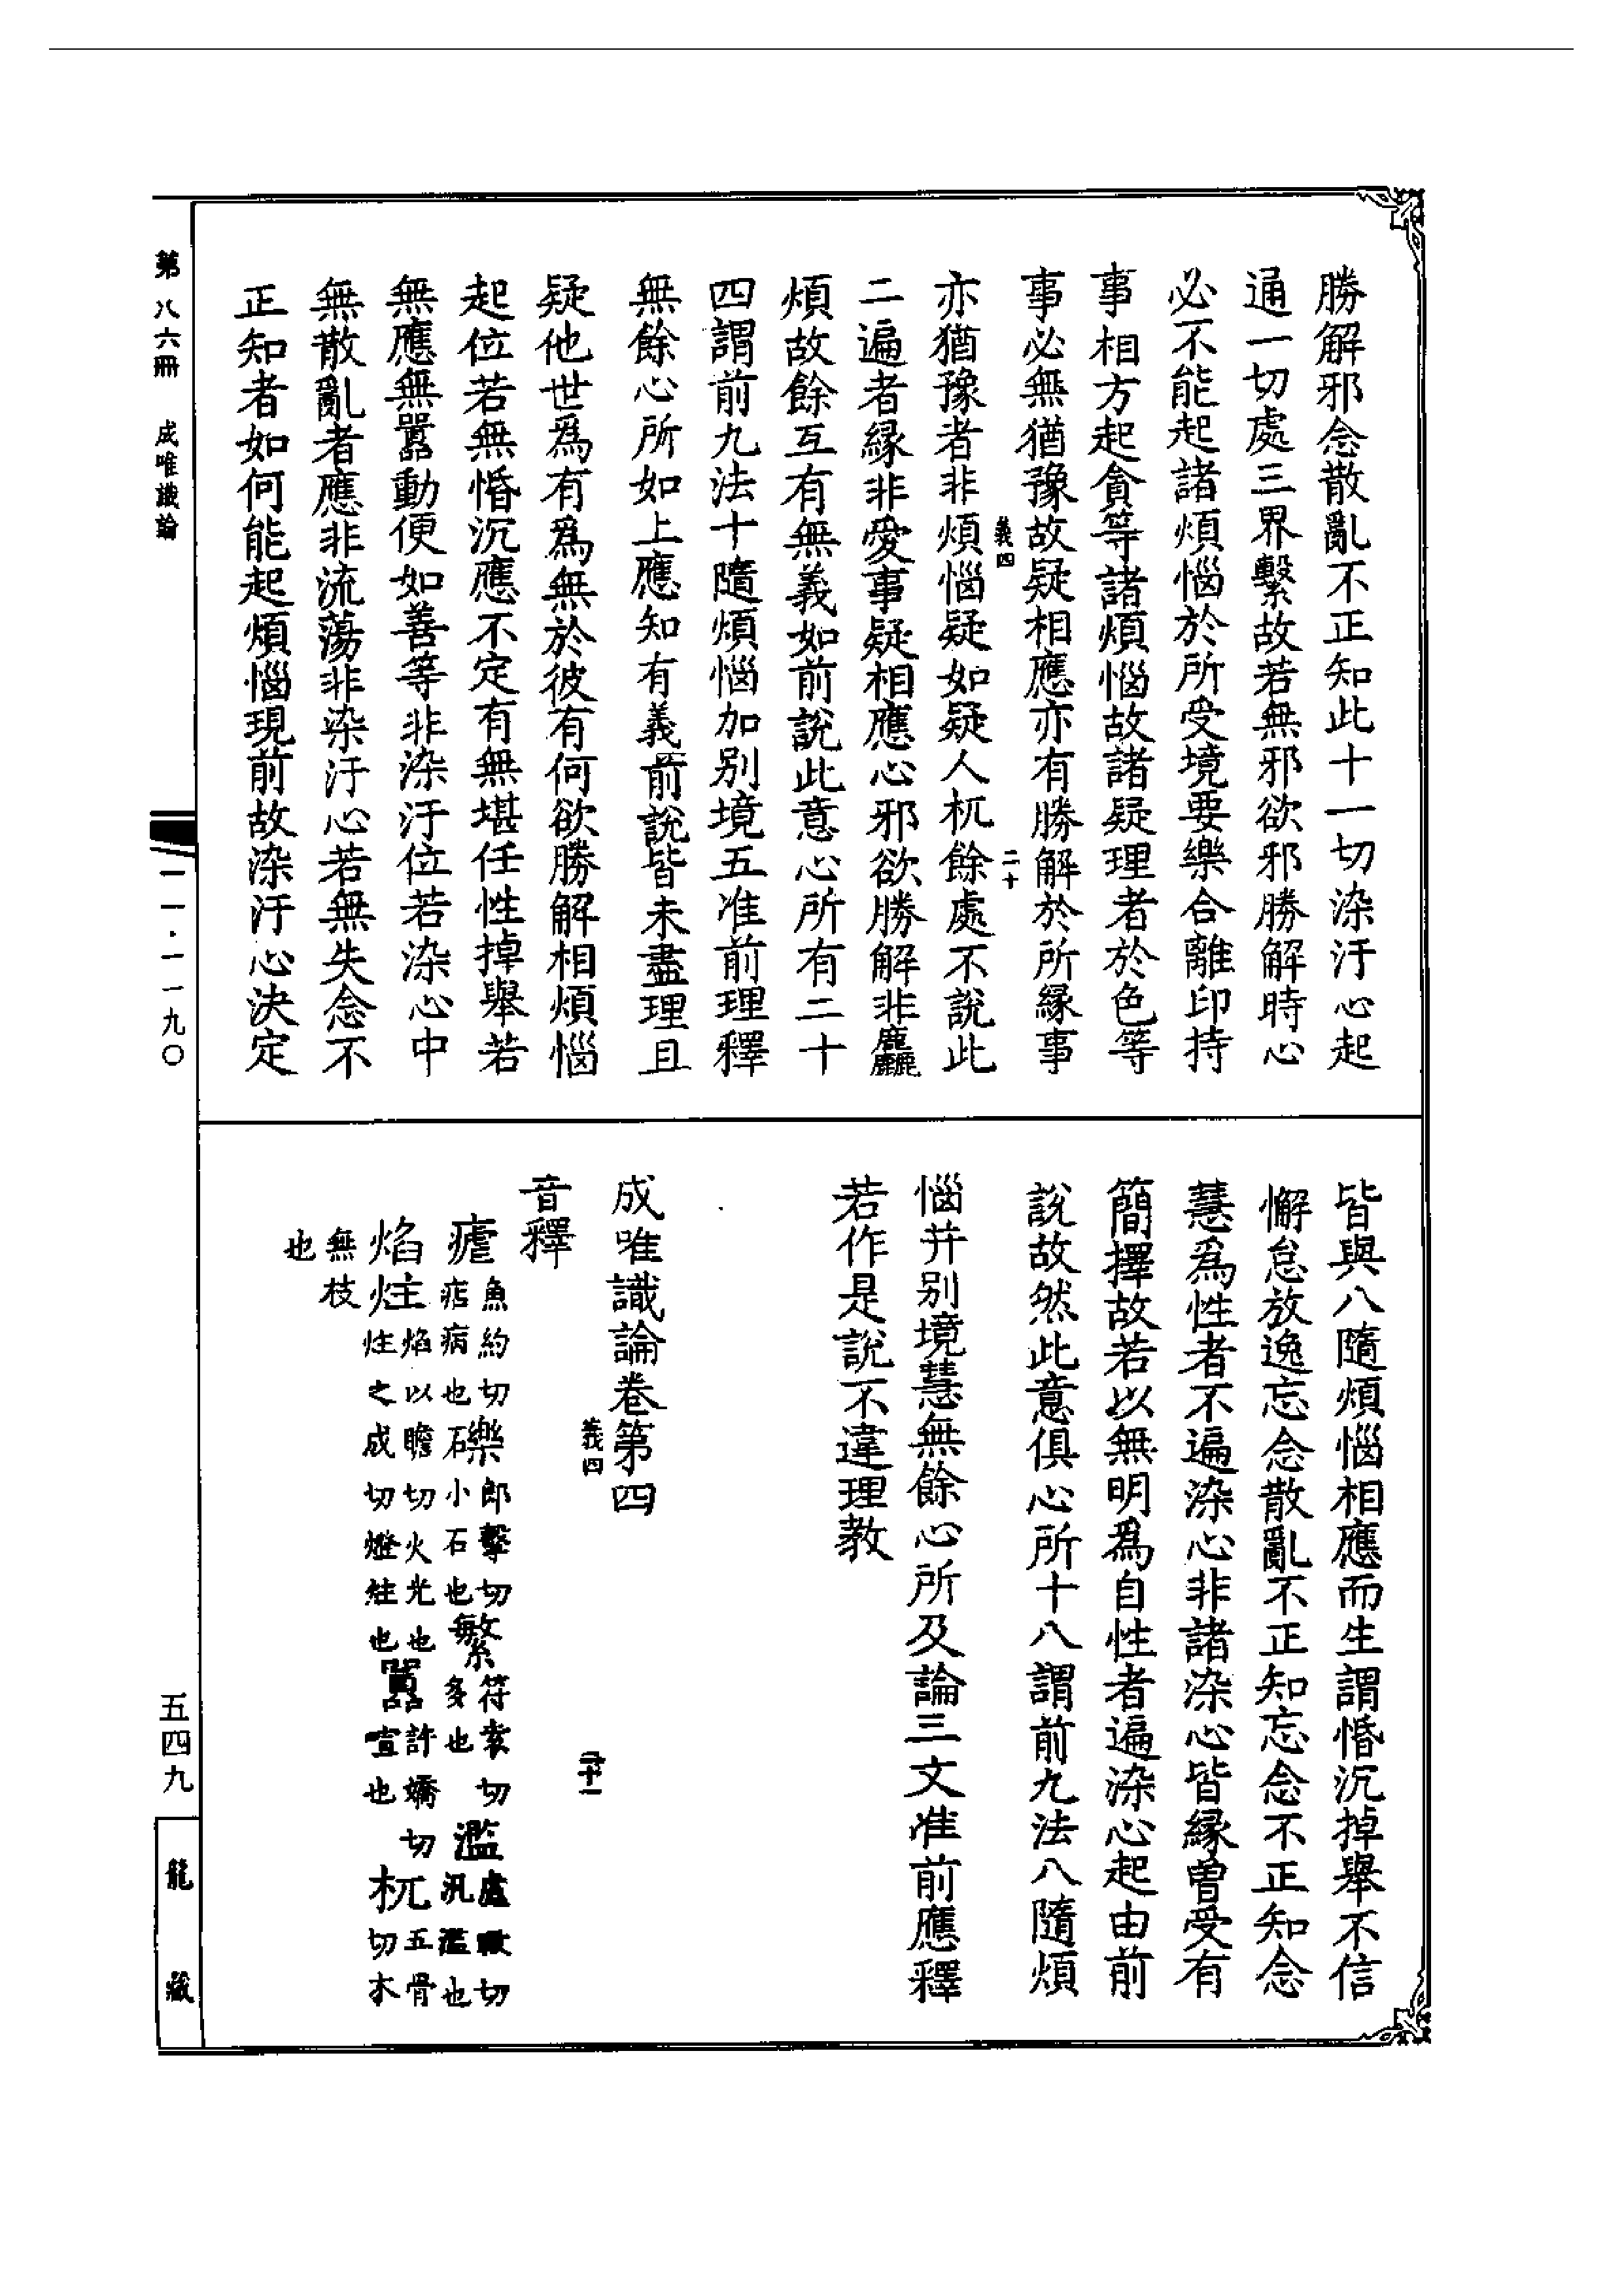 勝解邪念散亂不正知此十一切染汙心起
通一切處三界繫故若無邪欲邪勝解時心
必不能起諸煩惱於所受境要樂合離印持
事相方起貪等諸煩惱故諸疑理者於色等
事必無猶豫故疑相應亦有勝解於所緣事
義四
二十
亦猶豫者非煩惱疑如疑人杌餘處不說此
二遍者緣非愛事疑相應心邪欲勝解非麤
煩故餘互有無義如前說此意心所有二十
四謂前九法十隨煩惱加別境五准前理釋
無餘心所如上應知有義前說皆未盡理且
疑他世爲有爲無於彼有何欲勝解相煩惱
起位若無惛沉應不定有無堪任性掉舉若
無應無囂動便如善等非染汙位若染心中
無散亂者應非流蕩非染汙心若無失念不
正知者如何能起煩惱現前故染汙心決定
皆與八隨煩惱相應而生謂惛沉掉舉不信
懈怠放逸忘念散亂不正知忘念不正知念
慧爲性者不遍染心非諸染心皆緣曾受有
簡擇故若以無明爲自性者遍染心起由前
說故然此意俱心所十八謂前九法八隨煩
惱并別境慧無餘心所及論三文准前應釋
若作是說不違理教
成唯識論卷第四
義四
二十一
音釋
瘧 魚約切痁病也 礫 郎擊切石小石也 繁 符袁切多也 濫 盧瞰切汎濫也
焰炷 焰以瞻切火光也炷之戍切燈炷也 囂 許嬌切喧也 杌 五骨切木
無枝也
第八六冊 成唯識論
一一·一一九〇
五四九
龍藏